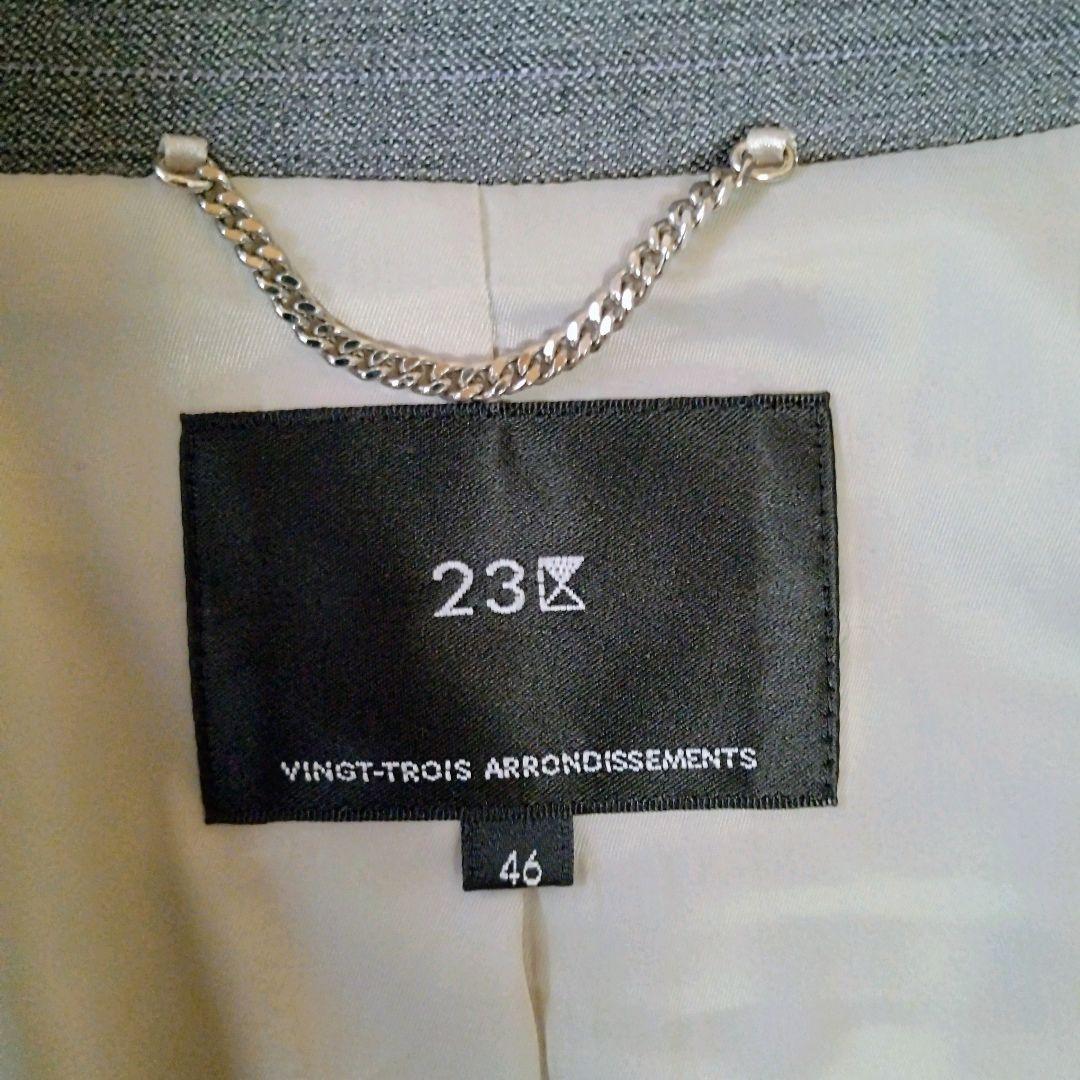 23区
VINGT-TROIS ARRONDISSEMENTS
46